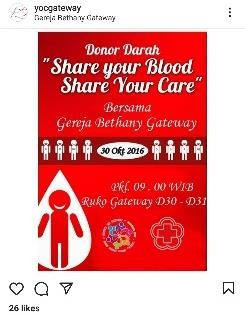 yocgateway
Gereja Bethany Gateway
Donor Darah
"Share your Blood
Share Your Care"
Bersama
Gereja Bethany Gateway
30 Okt 2016
Pkl. 09 . 00 WIB
Ruko Gateway D30 - D31
26 likes